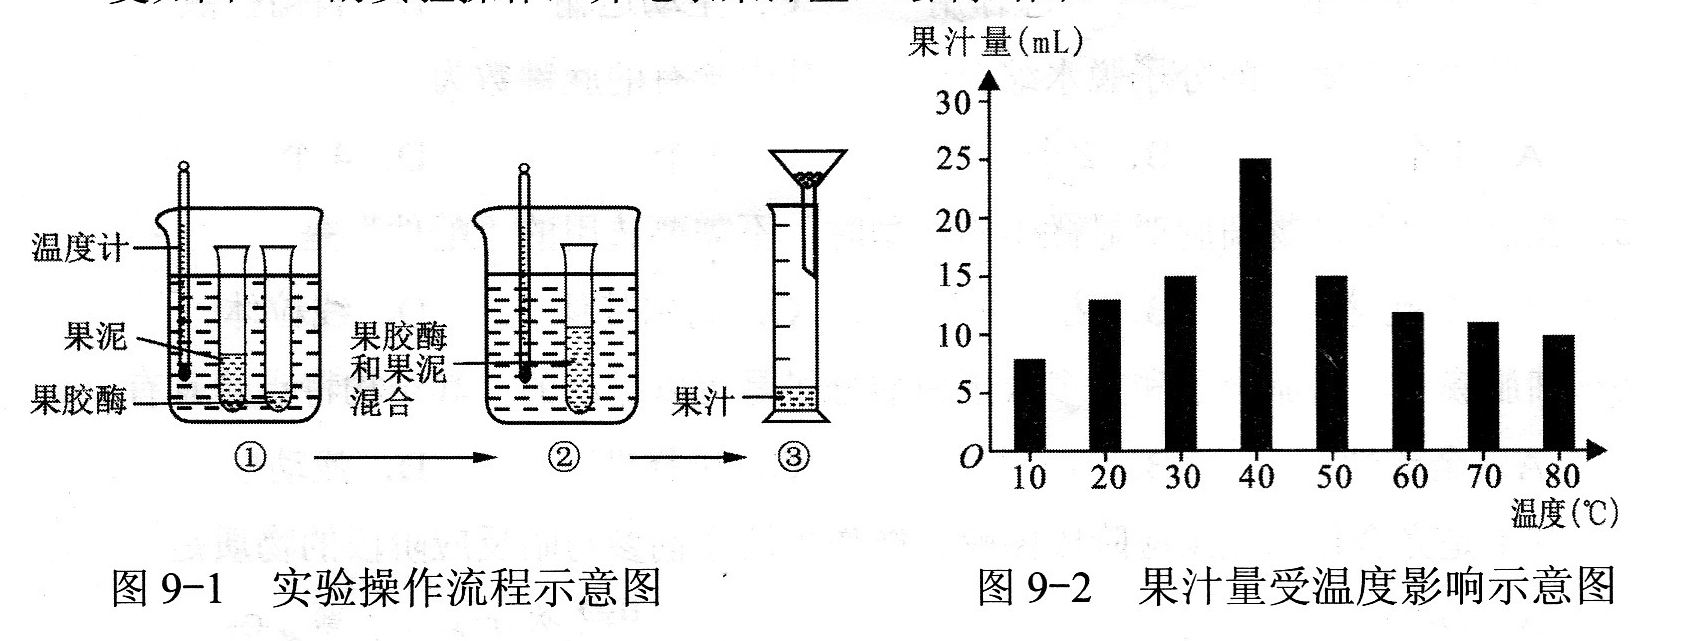 果汁量(mL)
30
25
20
15
10
5
O
10 20 30 40 50 60 70 80
温度(℃)
温度计
果泥
果胶酶
果胶酶
和果泥
混合
果汁
① ② ③
图 9-1 实验操作流程示意图
图 9-2 果汁量受温度影响示意图